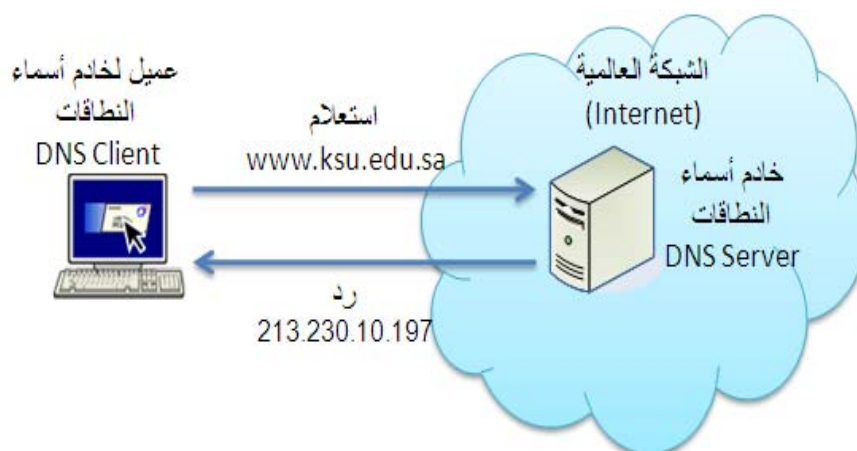 عميل لخادم أسماء
النطاقات
DNS Client
استعلام
www.ksu.edu.sa
رد
213.230.10.197
الشبكة العالمية
(Internet)
خادم أسماء
النطاقات
DNS Server